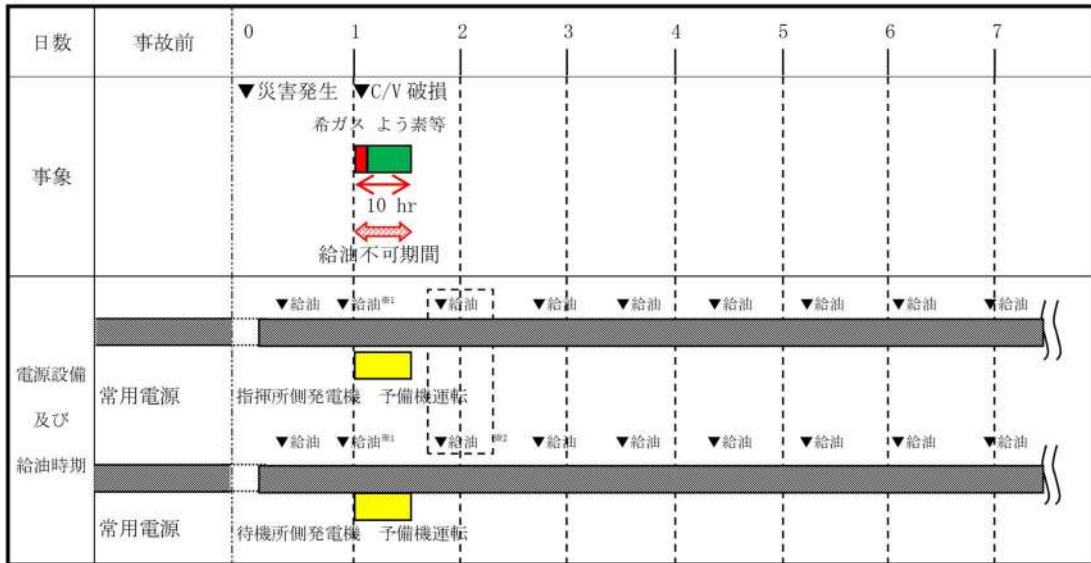 日数 事故前 0 1 2 3 4 5 6 7
▼災害発生 ▼C/V 破損
希ガス よう素等
事象
10 hr
給油不可期間
▼給油 ▼給油※1 ▼給油 ▼給油 ▼給油 ▼給油 ▼給油 ▼給油 ▼給油
電源設備
及び
給油時期
常用電源 指揮所側発電機 予備機運転
▼給油 ▼給油※1 ▼給油 ※2 ▼給油 ▼給油 ▼給油 ▼給油 ▼給油 ▼給油
常用電源 待機所側発電機 予備機運転